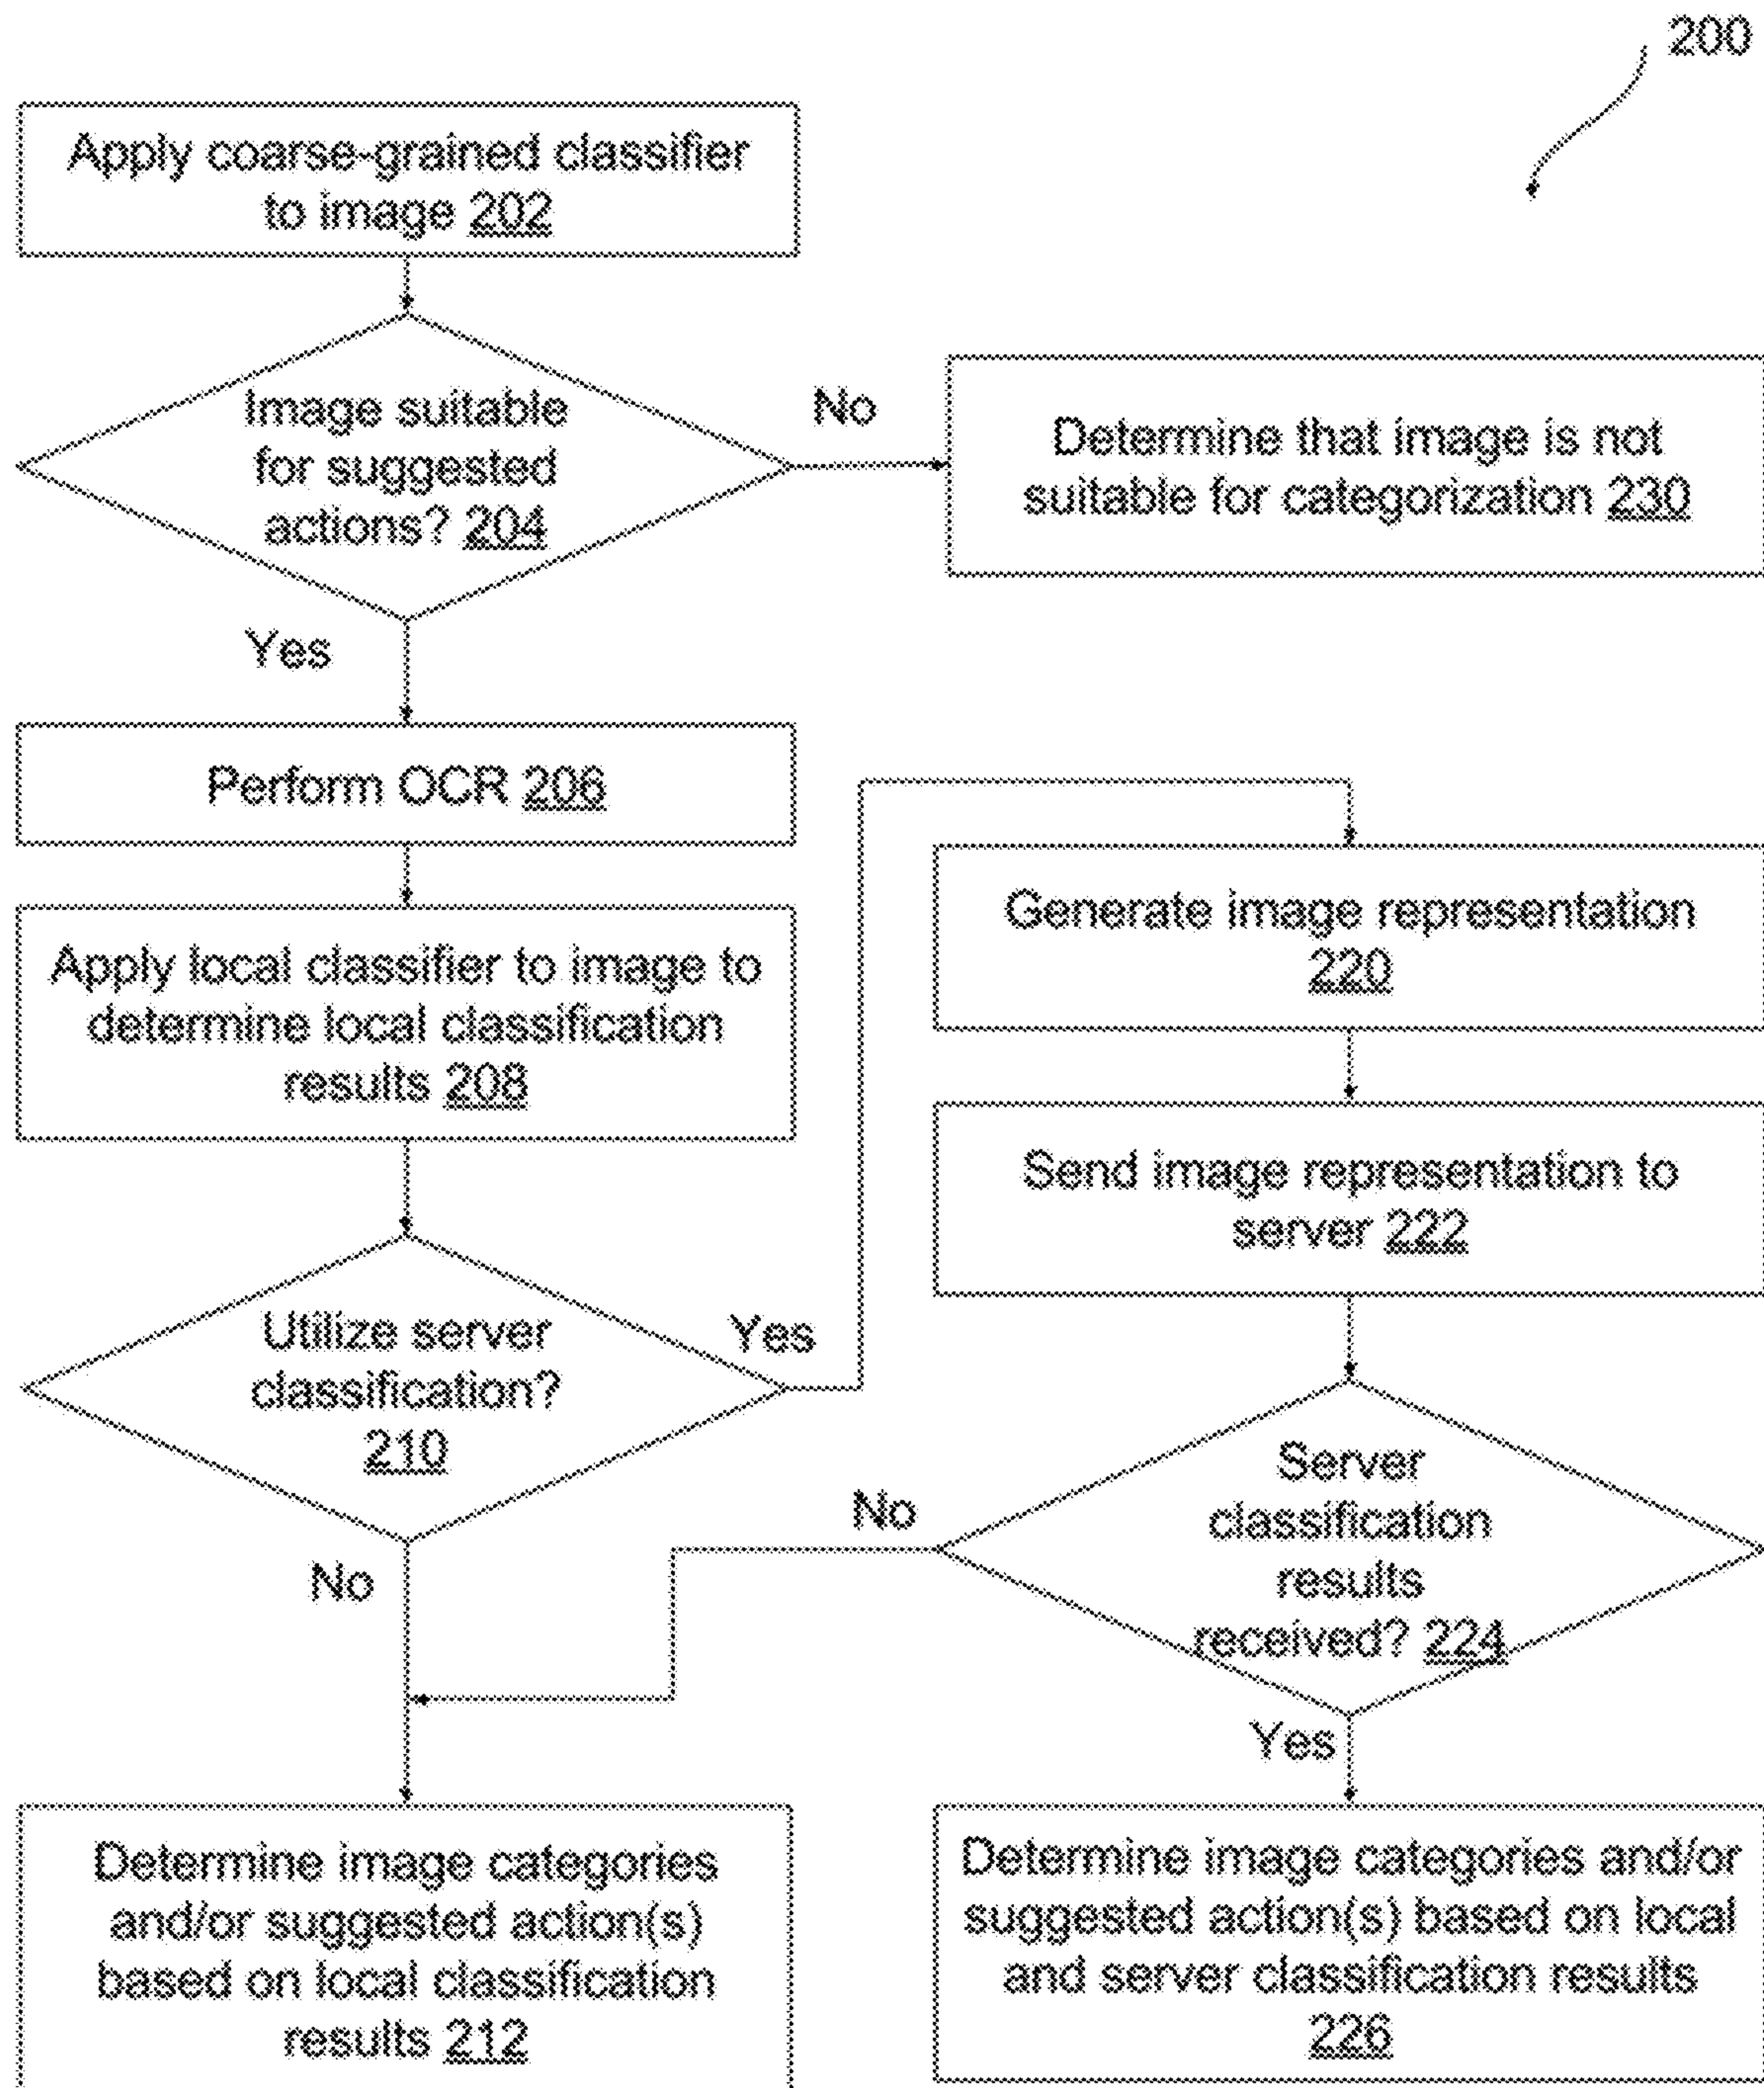 200
Apply coarse-grained classifier
to image 202
Image suitable
for suggested
actions? 204
No
Determine that image is not
suitable for categorization 230
Yes
Perform OCR 206
Apply local classifier to image to
determine local classification
results 208
Generate image representation
220
Send image representation to
server 222
Utilize server
classification?
210
Yes
No
Server
classification
results
received? 224
No
Yes
Determine image categories
and/or suggested action(s)
based on local classification
results 212
Determine image categories and/or
suggested action(s) based on local
and server classification results
226